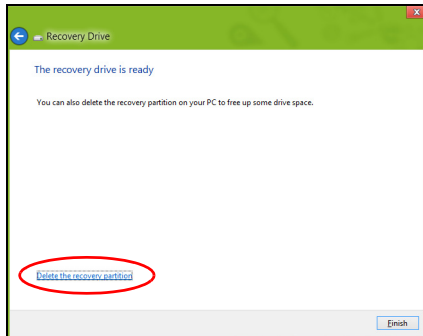 Recovery Drive
The recovery drive is ready
You can also delete the recovery partition on your PC to free up some drive space.
Delete the recovery partition
Finish